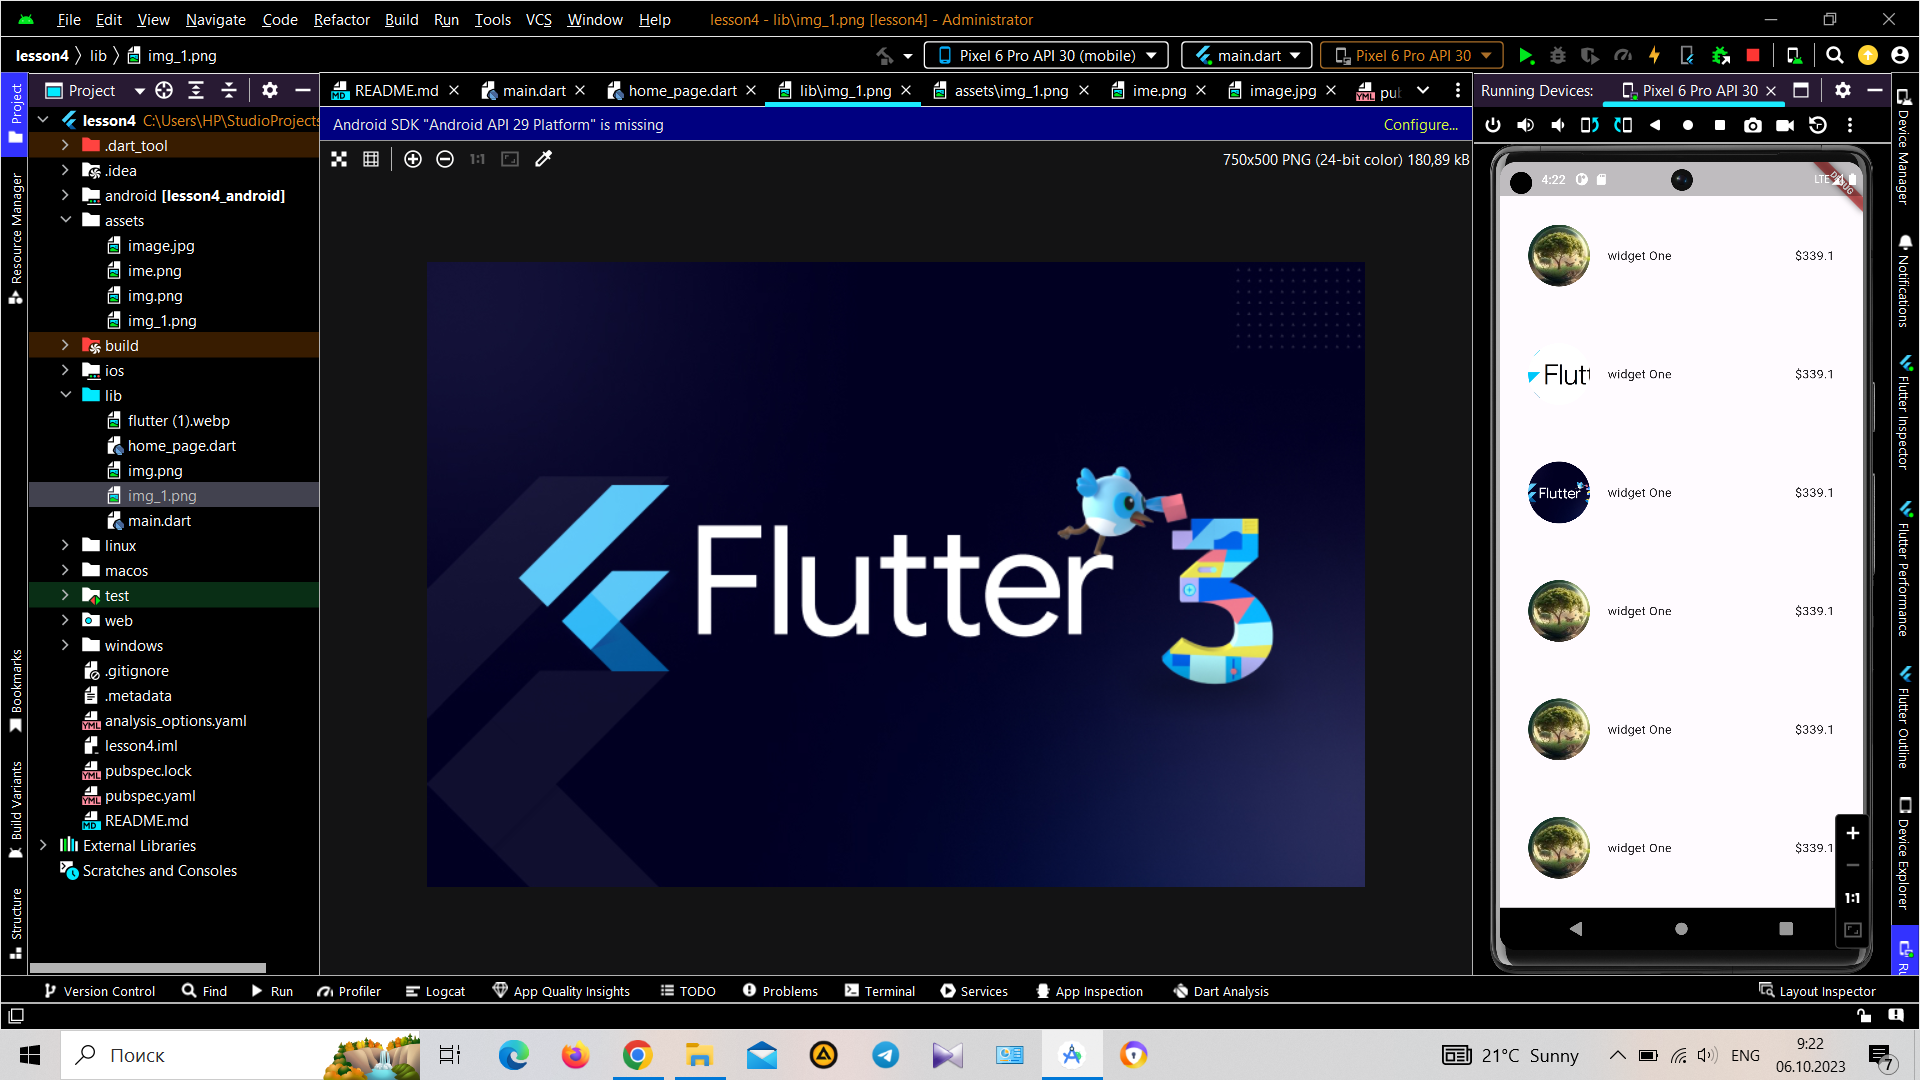 File Edit View Navigate Code Refactor Build Run Tools VCS Window Help lesson4 - lib\img_1.png [lesson4] - Administrator
lesson4 lib img_1.png Pixel 6 Pro API 30 (mobile) main.dart Pixel 6 Pro API 30
Project README.md main.dart home_page.dart lib\img_1.png assets\img_1.png ime.png image.jpg pu Running Devices: Pixel 6 Pro API 30
Android SDK "Android API 29 Platform" is missing Configure...
1:1 750x500 PNG (24-bit color) 180,89 kB
lesson4 C:\Users\HP\StudioProjects
.dart_tool
.idea
android [lesson4_android]
assets
image.jpg
ime.png
img.png
img_1.png
build
ios
lib
flutter (1).webp
home_page.dart
img.png
img_1.png
main.dart
linux
macos
test
web
windows
.gitignore
.metadata
analysis_options.yaml
lesson4.iml
pubspec.lock
pubspec.yaml
README.md
External Libraries
Scratches and Consoles
Project
Resource Manager
Bookmarks
Build Variants
Structure
Flutter 3
4:22 LTE DEBUG
widget One $339.1
Flutt widget One $339.1
Flutter widget One $339.1
widget One $339.1
widget One $339.1
widget One $339.1
1:1
Device Manager
Notifications
Flutter Inspector
Flutter Performance
Flutter Outline
Device Explorer
Ru
Version Control Find Run Profiler Logcat App Quality Insights TODO Problems Terminal Services App Inspection Dart Analysis Layout Inspector
Поиск 21°C Sunny ENG 9:22
06.10.2023 7